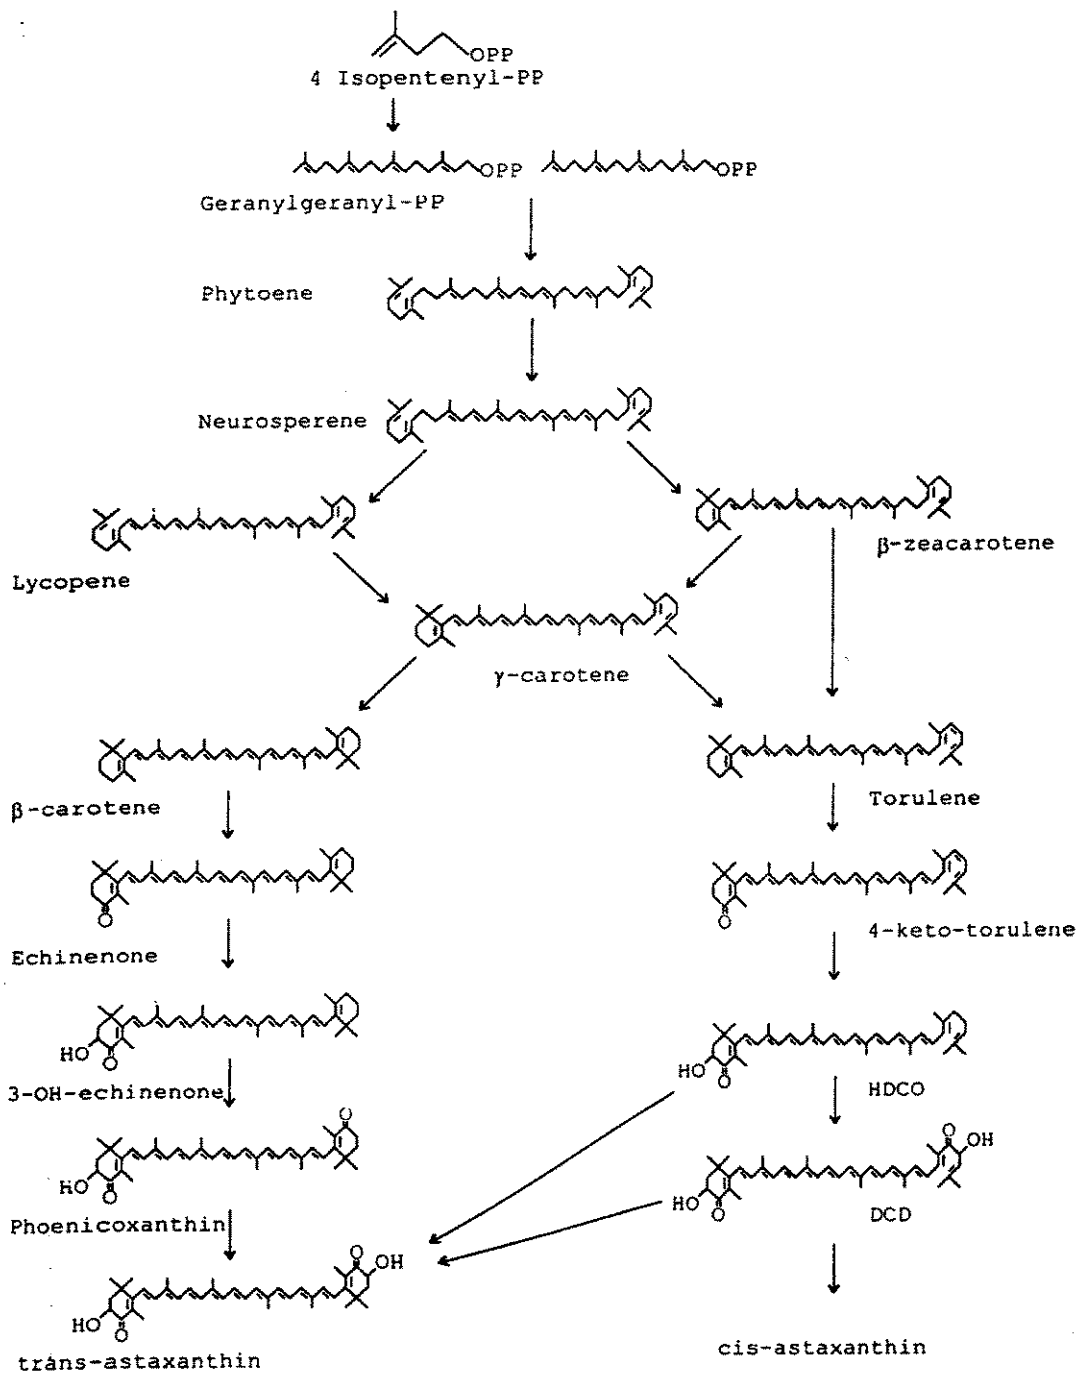 OPP
4 Isopentenyl-PP
OPP OPP
Geranylgeranyl-PP
Phytoene
Neurosperene
β-zeacarotene
Lycopene
γ-carotene
β-carotene
Torulene
O O
Echinenone
4-keto-torulene
HO O
HO O
3-OH-echinenone
HDCO
O
O OH
HO O
HO O
Phoenicoxanthin
DCD
O OH
HO O
trans-astaxanthin
cis-astaxanthin